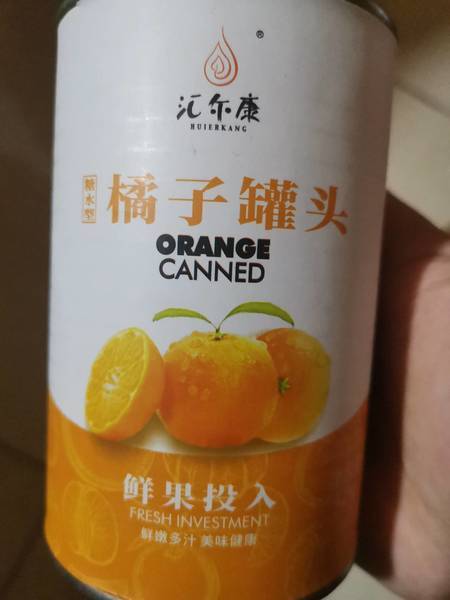 ®
汇尔康
HUIERKANG
糖水型
橘子罐头
ORANGE
CANNED
鲜果投入
FRESH INVESTMENT
鲜嫩多汁 美味健康